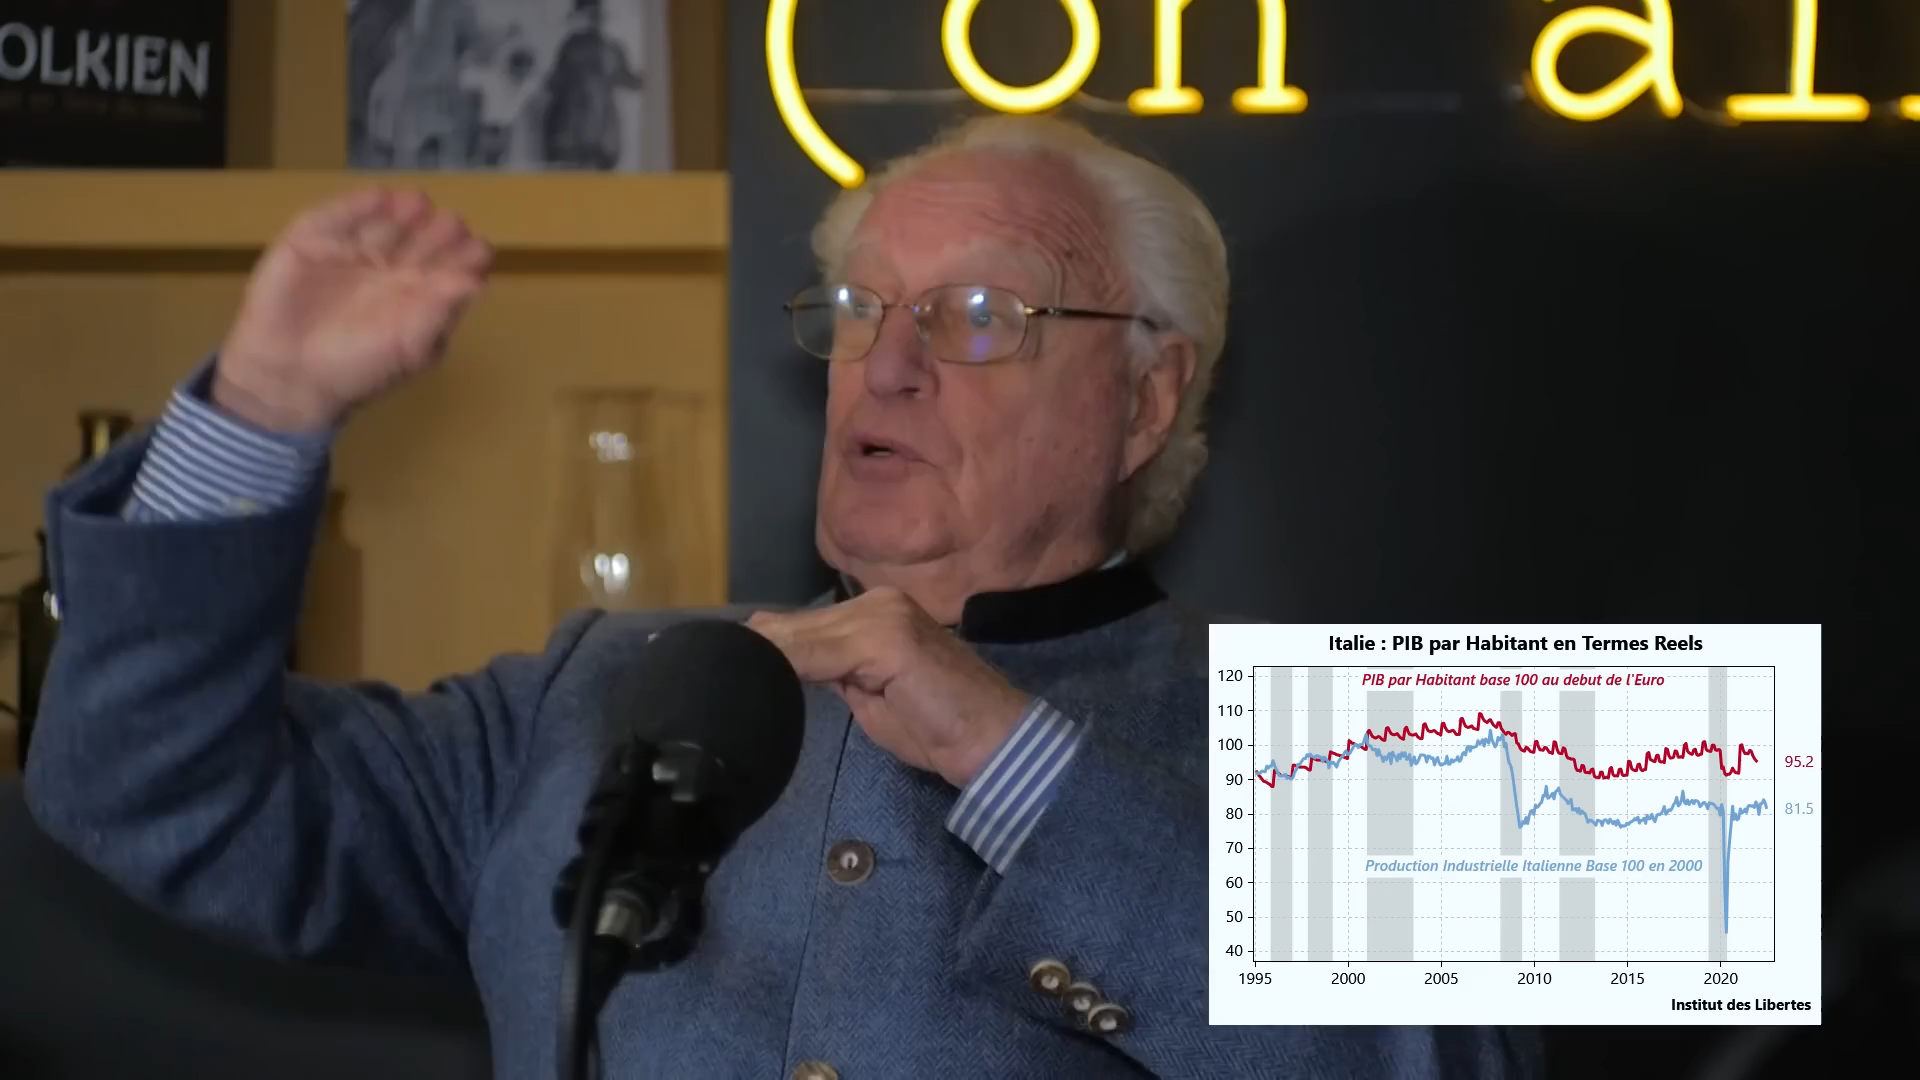 OLKIEN
(on ai
Italie : PIB par Habitant en Termes Reels
PIB par Habitant base 100 au debut de l'Euro
120
110
100
90
80
70
60
50
40
95.2
81.5
Production Industrielle Italienne Base 100 en 2000
1995 2000 2005 2010 2015 2020
Institut des Libertes